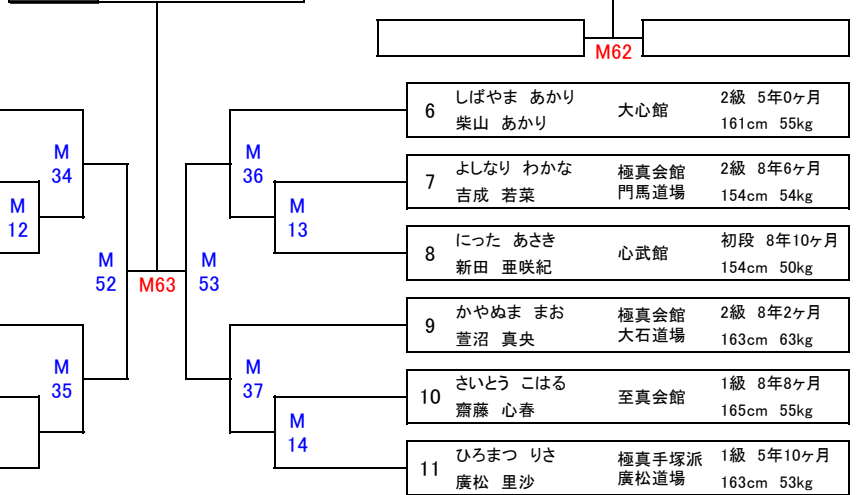 M62
6
しばやま　あかり
柴山　あかり
大心館
2級　5年0ヶ月
161cm　55kg
7
よしなり　わかな
吉成　若菜
極真会館
門馬道場
2級　8年6ヶ月
154cm　54kg
8
にった　あさき
新田　亜咲紀
心武館
初段　8年10ヶ月
154cm　50kg
9
かやぬま　まお
萱沼　真央
極真会館
大石道場
2級　8年2ヶ月
163cm　63kg
10
さいとう　こはる
齋藤　心春
至真会館
1級　8年8ヶ月
165cm　55kg
11
ひろまつ　りさ
廣松　里沙
極真手塚派
廣松道場
1級　5年10ヶ月
163cm　53kg
M
34
M
12
M
52
M63
M
53
M
36
M
13
M
35
M
37
M
14